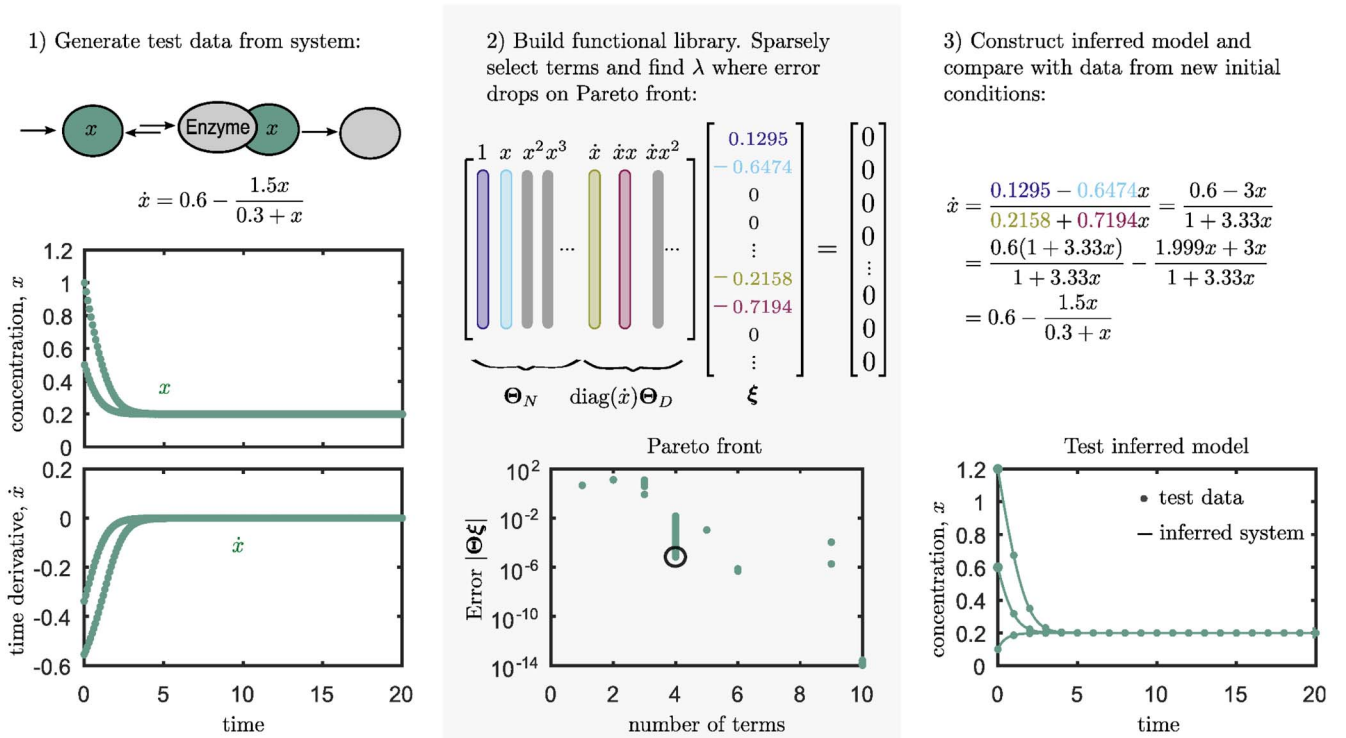 1) Generate test data from system:
x
Enzyme x
ẋ = 0.6 − 1.5x / (0.3 + x)
concentration, x
1.2
1
0.8
0.6
0.4
0.2
0
x
time derivative, ẋ
0.2
0
-0.2
-0.4
-0.6
ẋ
0 5 10 15 20
time
2) Build functional library. Sparsely
select terms and find λ where error
drops on Pareto front:
1 x x² x³ ẋ ẋx ẋx²
... ...
0.1295
−0.6474
0
0
⋮
−0.2158
−0.7194
0
⋮
=
0
0
0
0
⋮
0
0
0
Θ_N diag(ẋ)Θ_D ξ
Pareto front
Error |Θξ|
10²
10⁻²
10⁻⁶
10⁻¹⁰
10⁻¹⁴
0 2 4 6 8 10
number of terms
3) Construct inferred model and
compare with data from new initial
conditions:
ẋ = (0.1295 − 0.6474x) / (0.2158 + 0.7194x) = (0.6 − 3x) / (1 + 3.33x)
= 0.6(1 + 3.33x) / (1 + 3.33x) − (1.999x + 3x) / (1 + 3.33x)
= 0.6 − 1.5x / (0.3 + x)
Test inferred model
concentration, x
1.2
0.8
0.6
0.4
0.2
0
test data
inferred system
0 5 10 15 20
time